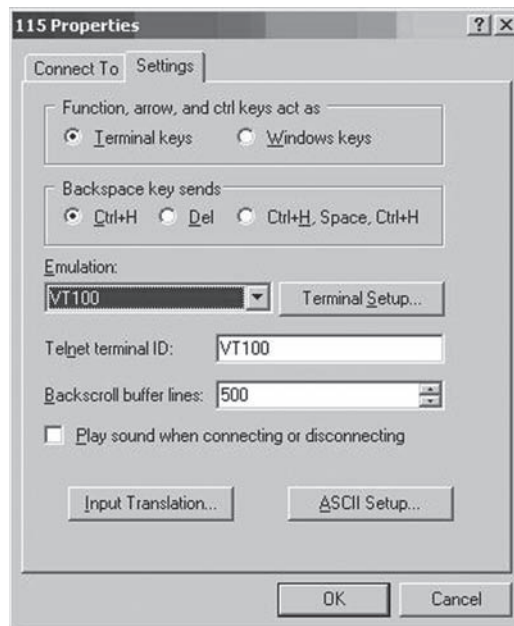 115 Properties
Connect To Settings
Function, arrow, and ctrl keys act as
Terminal keys Windows keys
Backspace key sends
Ctrl+H Del Ctrl+H, Space, Ctrl+H
Emulation:
VT100 Terminal Setup...
Telnet terminal ID: VT100
Backscroll buffer lines: 500
Play sound when connecting or disconnecting
Input Translation... ASCII Setup...
OK Cancel